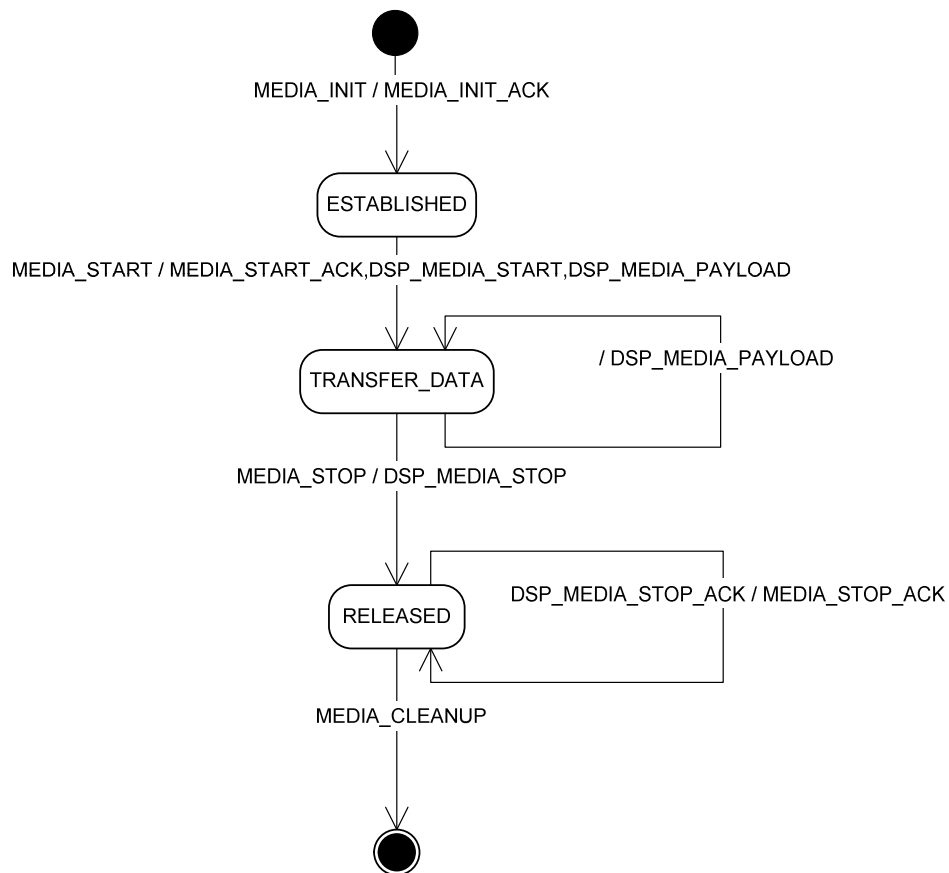 MEDIA_INIT / MEDIA_INIT_ACK
ESTABLISHED
MEDIA_START / MEDIA_START_ACK,DSP_MEDIA_START,DSP_MEDIA_PAYLOAD
/ DSP_MEDIA_PAYLOAD
TRANSFER_DATA
MEDIA_STOP / DSP_MEDIA_STOP
DSP_MEDIA_STOP_ACK / MEDIA_STOP_ACK
RELEASED
MEDIA_CLEANUP